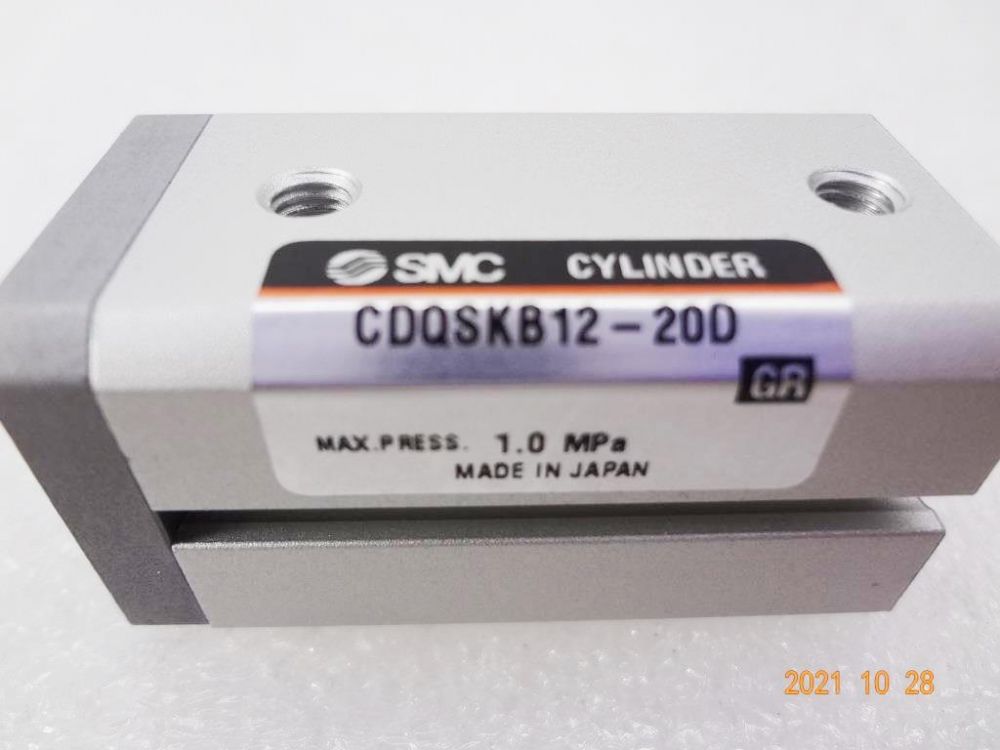 SMC CYLINDER
CDQSKB12-20D
GR
MAX.PRESS. 1.0 MPa
MADE IN JAPAN
2021 10 28